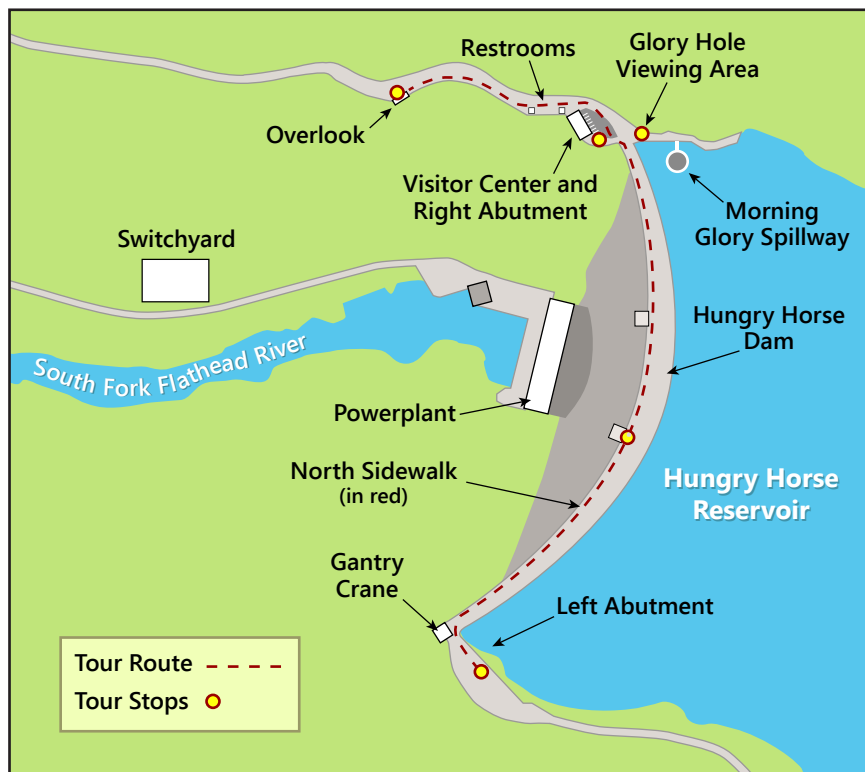 Restrooms
Glory Hole
Viewing Area
Overlook
Visitor Center and
Right Abutment
Morning
Glory Spillway
Switchyard
South Fork Flathead River
Hungry Horse
Dam
Powerplant
North Sidewalk
(in red)
Hungry Horse
Reservoir
Gantry
Crane
Left Abutment
Tour Route
Tour Stops